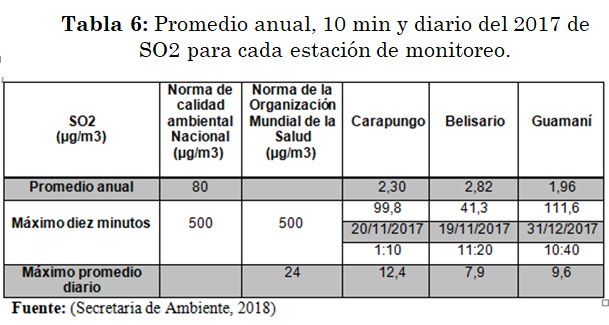 Tabla 6: Promedio anual, 10 min y diario del 2017 de
SO2 para cada estación de monitoreo.
SO2 (µg/m3) Norma de calidad ambiental Nacional (µg/m3) Norma de la Organización Mundial de la Salud (µg/m3) Carapungo Belisario Guamaní
Promedio anual 80 2,30 2,82 1,96
Máximo diez minutos 500 500 99,8 41,3 111,6
20/11/2017 19/11/2017 31/12/2017
1:10 11:20 10:40
Máximo promedio diario 24 12,4 7,9 9,6
Fuente: (Secretaria de Ambiente, 2018)